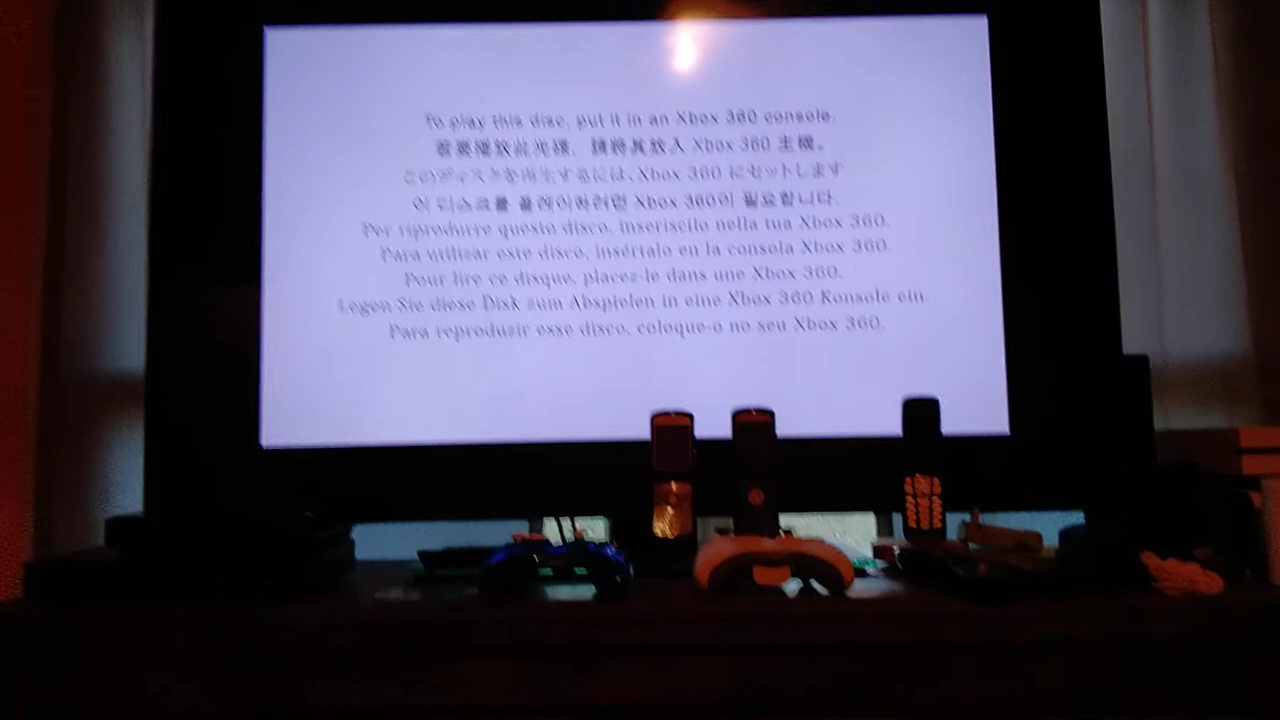 To play this disc, put it in an Xbox 360 console.
若要播放此光碟，請將其放入 Xbox 360 主機。
このディスクを再生するには、Xbox 360 にセットします
이 디스크를 플레이하려면 Xbox 360이 필요합니다.
Per riprodurre questo disco, inseriscilo nella tua Xbox 360.
Para utilizar este disco, insértalo en la consola Xbox 360.
Pour lire ce disque, placez-le dans une Xbox 360.
Legen Sie diese Disk zum Abspielen in eine Xbox 360 Konsole ein.
Para reproduzir esse disco, coloque-o no seu Xbox 360.